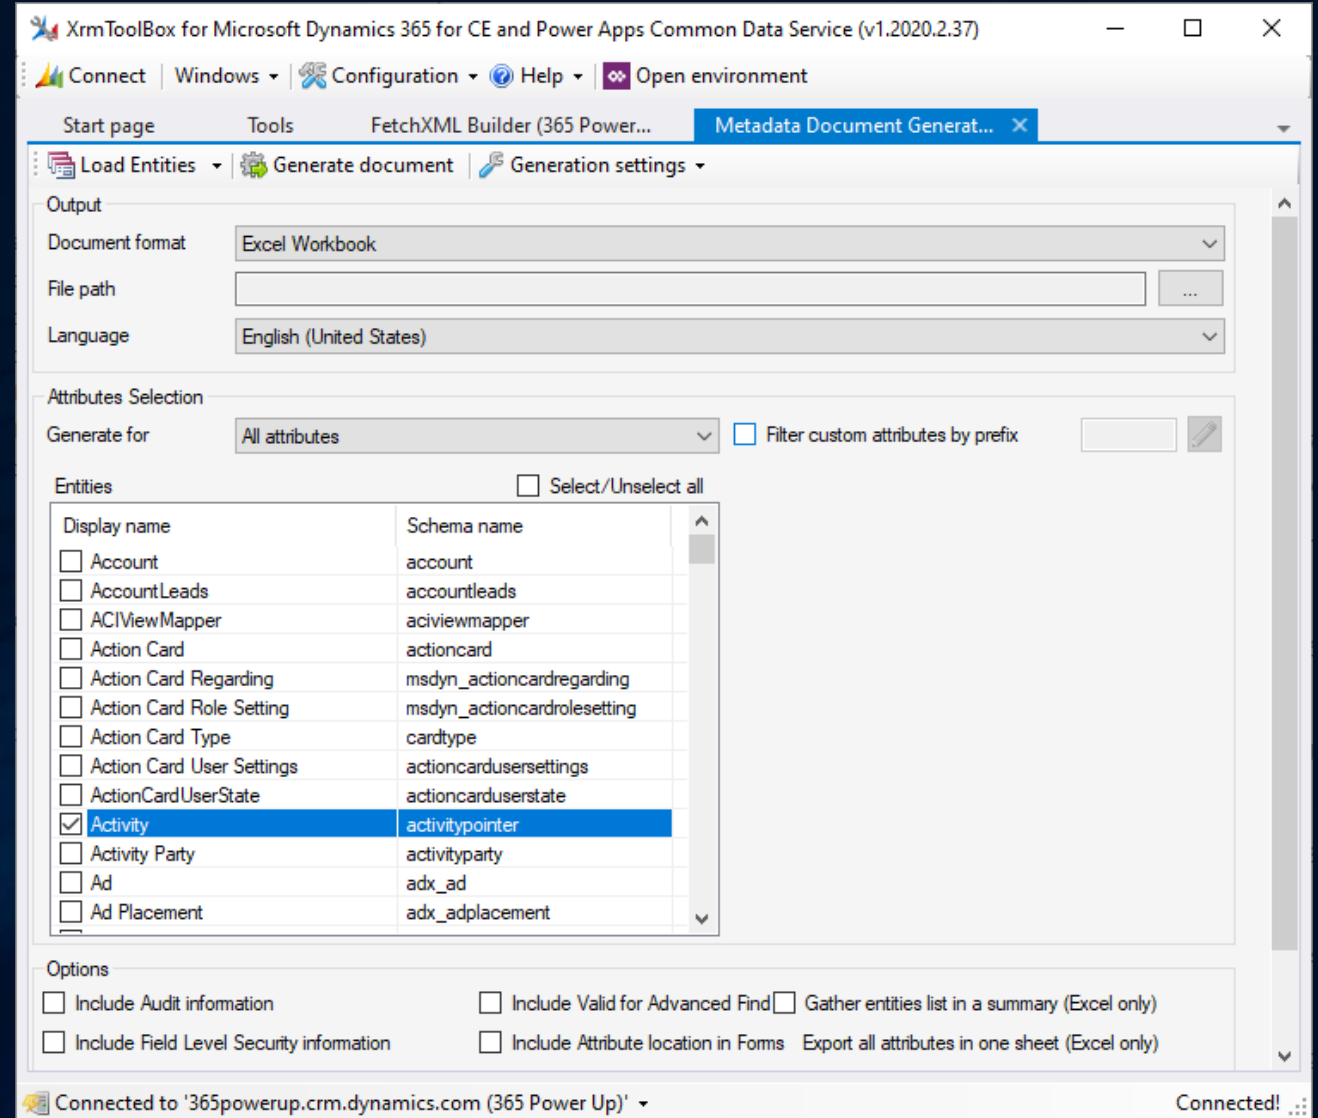 XrmToolBox for Microsoft Dynamics 365 for CE and Power Apps Common Data Service (v1.2020.2.37)
Connect Windows Configuration Help Open environment
Start page Tools FetchXML Builder (365 Power... Metadata Document Generat...
Load Entities Generate document Generation settings
Output
Document format Excel Workbook
File path ...
Language English (United States)
Attributes Selection
Generate for All attributes Filter custom attributes by prefix
Entities Select/Unselect all
Display name Schema name
Account account
AccountLeads accountleads
ACIViewMapper aciviewmapper
Action Card actioncard
Action Card Regarding msdyn_actioncardregarding
Action Card Role Setting msdyn_actioncardrolesetting
Action Card Type cardtype
Action Card User Settings actioncardusersettings
ActionCardUserState actioncarduserstate
Activity activitypointer
Activity Party activityparty
Ad adx_ad
Ad Placement adx_adplacement
Options
Include Audit information Include Valid for Advanced Find Gather entities list in a summary (Excel only)
Include Field Level Security information Include Attribute location in Forms Export all attributes in one sheet (Excel only)
Connected to '365powerup.crm.dynamics.com (365 Power Up)' Connected!